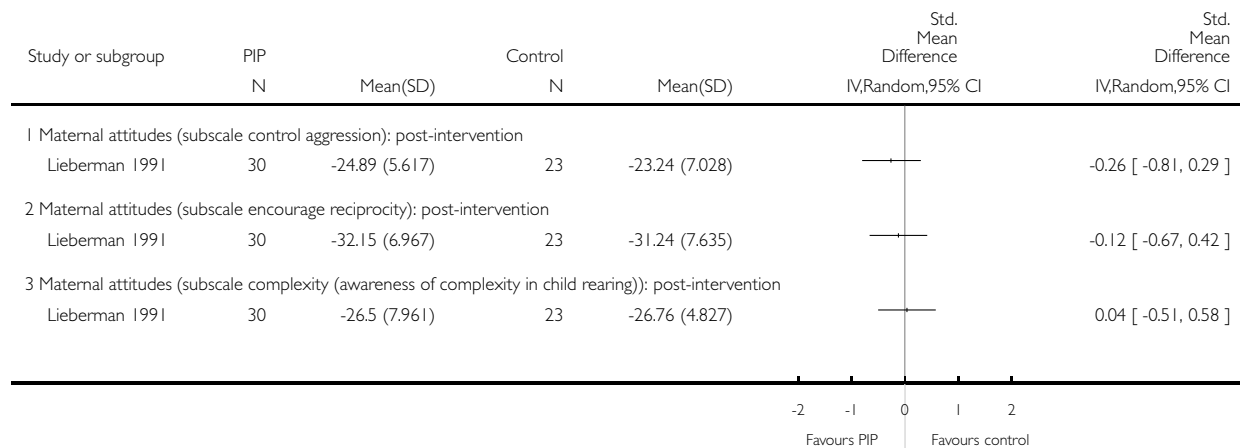 Std. Mean Difference
Std. Mean Difference
Study or subgroup PIP Control
N Mean(SD) N Mean(SD) IV,Random,95% CI IV,Random,95% CI
1 Maternal attitudes (subscale control aggression): post-intervention
Lieberman 1991 30 -24.89 (5.617) 23 -23.24 (7.028) -0.26 [ -0.81, 0.29 ]
2 Maternal attitudes (subscale encourage reciprocity): post-intervention
Lieberman 1991 30 -32.15 (6.967) 23 -31.24 (7.635) -0.12 [ -0.67, 0.42 ]
3 Maternal attitudes (subscale complexity (awareness of complexity in child rearing)): post-intervention
Lieberman 1991 30 -26.5 (7.961) 23 -26.76 (4.827) 0.04 [ -0.51, 0.58 ]
-2 -1 0 1 2
Favours PIP Favours control